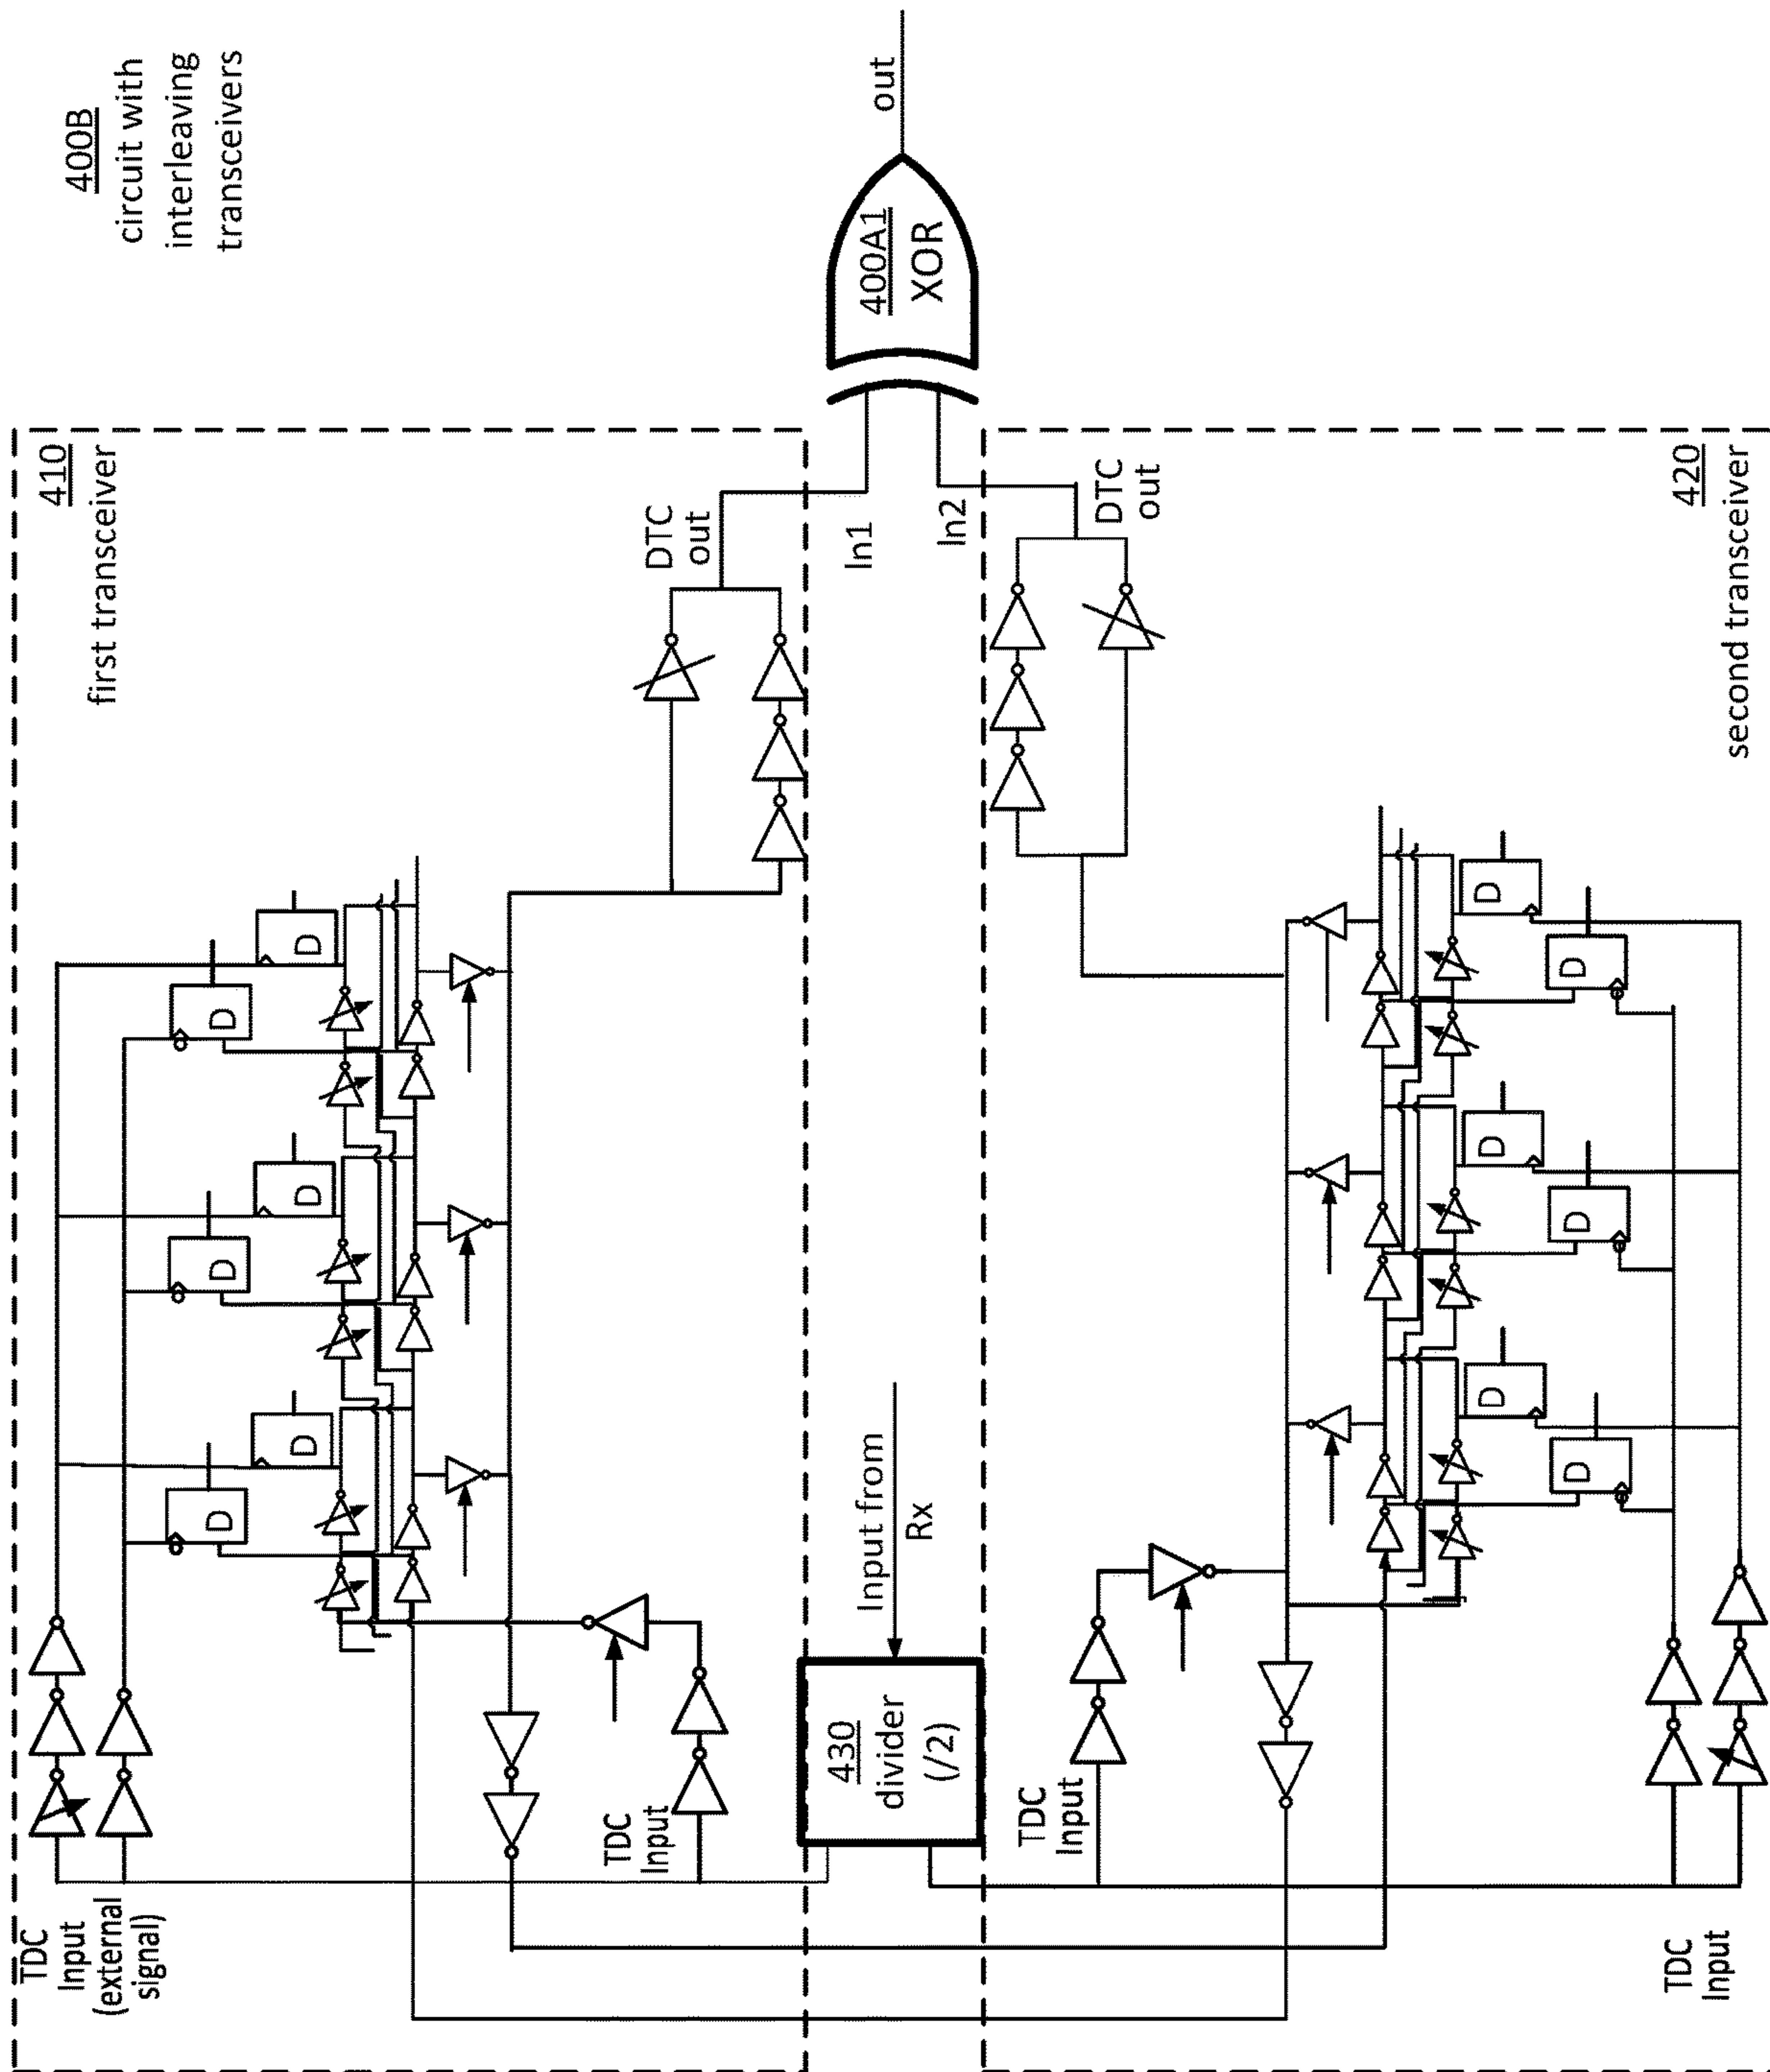 400B
circuit with
interleaving
transceivers
410
first transceiver
TDC
Input
(external
signal)
D
D
D
D
D
D
TDC
Input
DTC
out
In1
In2
400A1
XOR
out
Input from
Rx
430
divider
(/2)
TDC
Input
DTC
out
D
D
D
D
D
D
TDC
Input
420
second transceiver